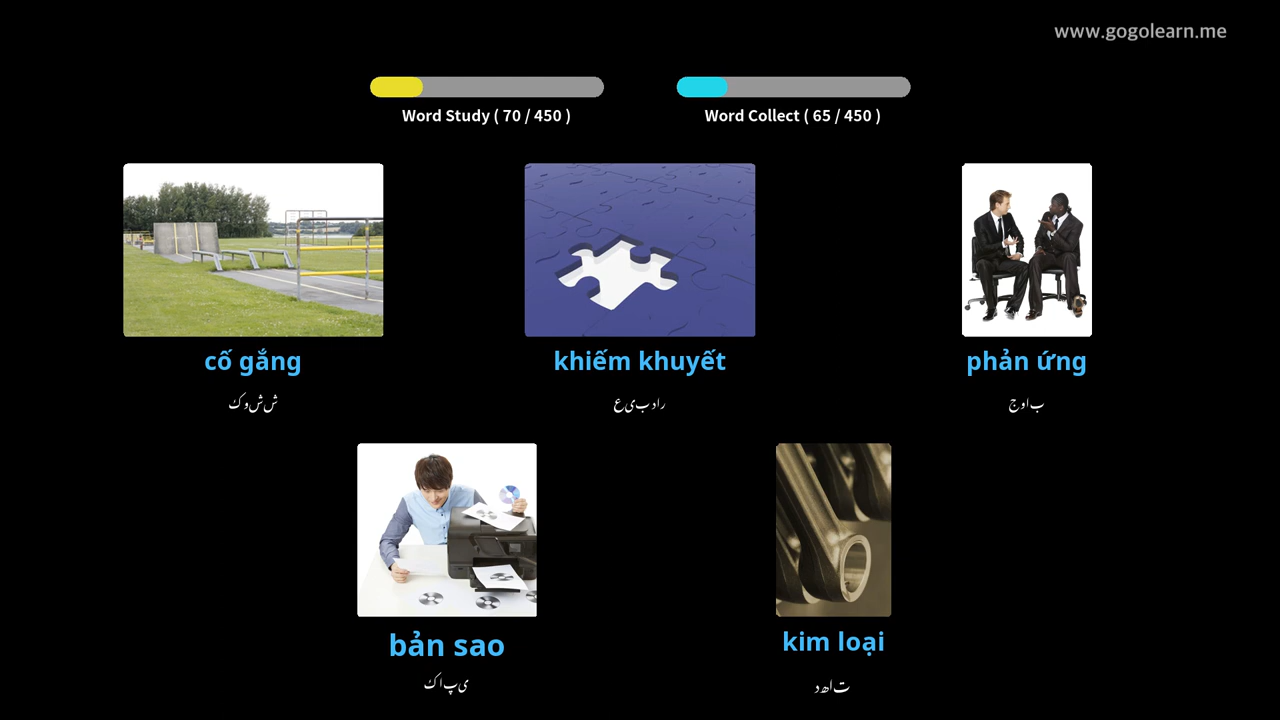 www.gogolearn.me
Word Study ( 70 / 450 )
Word Collect ( 65 / 450 )
cố gắng
کوشش
khiếm khuyết
عیبدار
phản ứng
جواب
bản sao
کاپی
kim loại
دھات